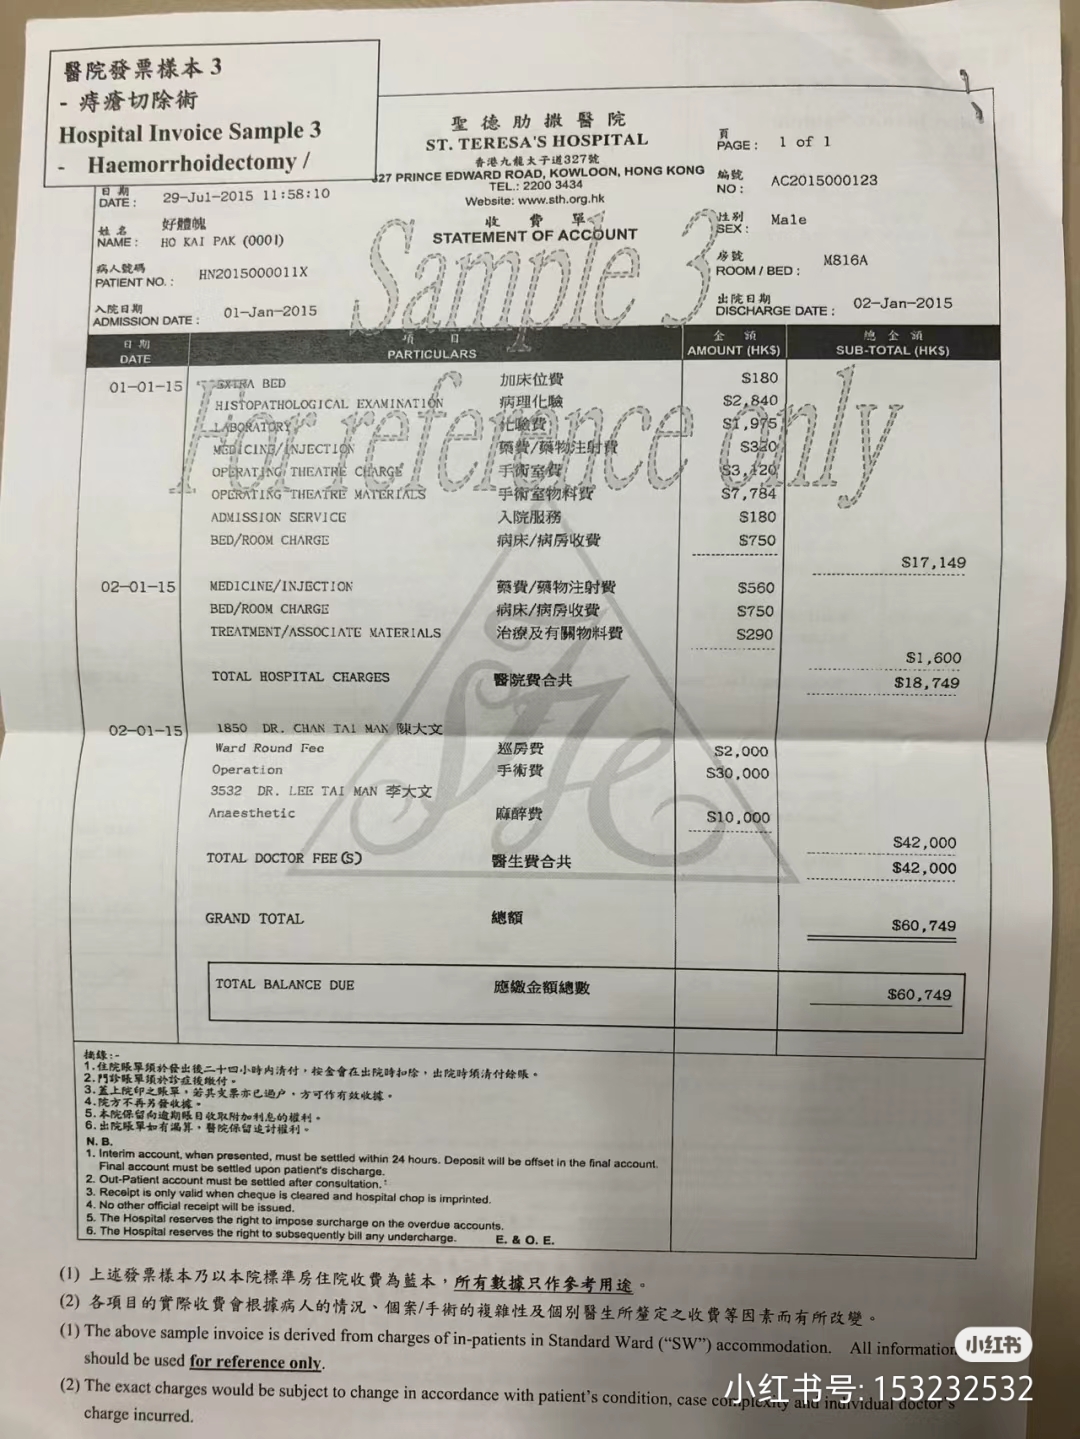 醫院發票樣本 3
- 痔瘡切除術
Hospital Invoice Sample 3
- Haemorrhoidectomy /
聖德肋撒醫院
ST. TERESA'S HOSPITAL
香港九龍太子道327號
327 PRINCE EDWARD ROAD, KOWLOON, HONG KONG
TEL.: 2200 3434
Website: www.sth.org.hk
收費單
STATEMENT OF ACCOUNT
頁
PAGE : 1 of 1
編號
NO : AC2015000123
日期
DATE : 29-Jul-2015 11:58:10
性別
SEX : Male
姓名 好體魄
NAME : HO KAI PAK (0001)
房號
ROOM / BED : M816A
病人號碼
PATIENT NO. : HN2015000011X
入院日期
ADMISSION DATE : 01-Jan-2015
出院日期
DISCHARGE DATE : 02-Jan-2015
Sample 3
For reference only
日期 項目 金額 總金額
DATE PARTICULARS AMOUNT (HK$) SUB-TOTAL (HK$)
01-01-15 EXTRA BED 加床位費 $180
HISTOPATHOLOGICAL EXAMINATION 病理化驗 $2,840
LABORATORY 化驗費 $1,975
MEDICINE/INJECTION 藥費/藥物注射費 $320
OPERATING THEATRE CHARGE 手術室費 $3,120
OPERATING THEATRE MATERIALS 手術室物料費 $7,784
ADMISSION SERVICE 入院服務 $180
BED/ROOM CHARGE 病床/病房收費 $750
$17,149
02-01-15 MEDICINE/INJECTION 藥費/藥物注射費 $560
BED/ROOM CHARGE 病床/病房收費 $750
TREATMENT/ASSOCIATE MATERIALS 治療及有關物料費 $290
$1,600
TOTAL HOSPITAL CHARGES 醫院費合共 $18,749
02-01-15 1850 DR. CHAN TAI MAN 陳大文
Ward Round Fee 巡房費 $2,000
Operation 手術費 $30,000
3532 DR. LEE TAI MAN 李大文
Anaesthetic 麻醉費 $10,000
$42,000
TOTAL DOCTOR FEE(S) 醫生費合共 $42,000
GRAND TOTAL 總額 $60,749
TOTAL BALANCE DUE 應繳金額總數 $60,749
摘錄:-
1.住院賬單須於發出後二十四小時內清付，按金會在出院時扣除，出院時須清付餘賬。
2.門診賬單須於診症後繳付。
3.蓋上院印之賬單，若其支票亦已過户，方可作有效收據。
4.院方不再另發收據。
5.本院保留向逾期賬目收取附加利息的權利。
6.出院賬單如有漏算，醫院保留追討權利。
N. B.
1. Interim account, when presented, must be settled within 24 hours. Deposit will be offset in the final account.
Final account must be settled upon patient's discharge.
2. Out-Patient account must be settled after consultation.
3. Receipt is only valid when cheque is cleared and hospital chop is imprinted.
4. No other official receipt will be issued.
5. The Hospital reserves the right to impose surcharge on the overdue accounts.
6. The Hospital reserves the right to subsequently bill any undercharge. E. & O. E.
(1) 上述發票樣本乃以本院標準房住院收費為藍本，所有數據只作參考用途。
(2) 各項目的實際收費會根據病人的情況、個案/手術的複雜性及個別醫生所釐定之收費等因素而有所改變。
(1) The above sample invoice is derived from charges of in-patients in Standard Ward (“SW”) accommodation. All information
should be used for reference only.
(2) The exact charges would be subject to change in accordance with patient’s condition, case complexity and individual doctor’s
charge incurred.
小红书
小红书号: 153232532